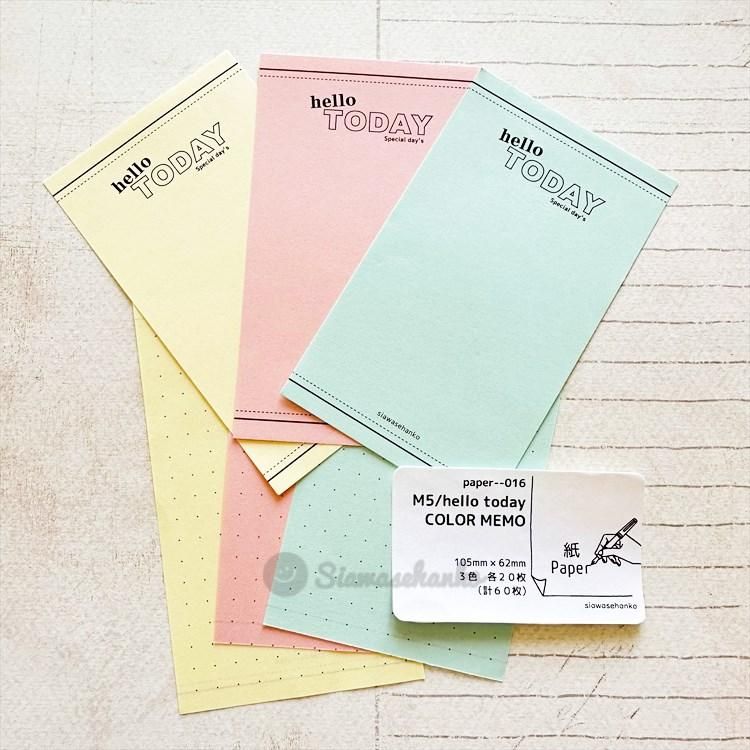 hello
TODAY
Special day's
hello
TODAY
Special day's
hello
TODAY
Special day's
siawasehanko
paper--016
M5/hello today
COLOR MEMO
105mm×62mm
3色 各20枚
(計60枚)
紙
Paper
siawasehanko
Siawasehanko